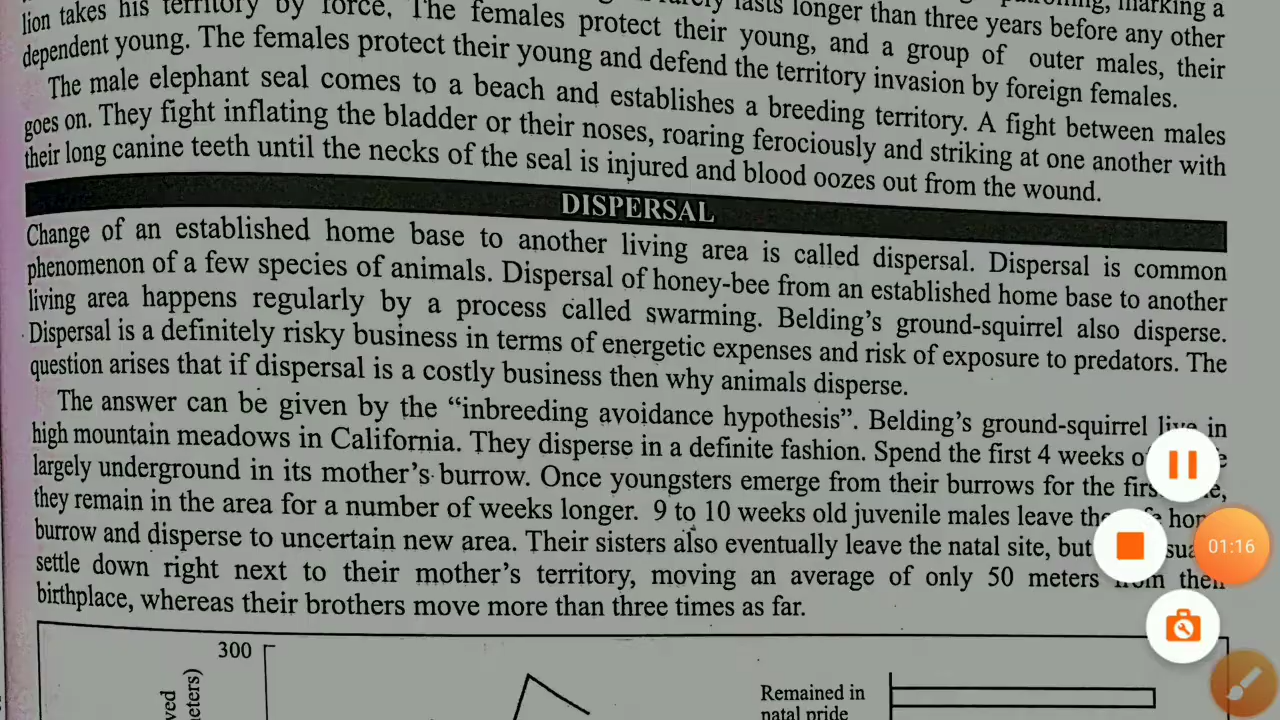 lion takes his territory by force. The females protect their young, and a group of outer males, their
lasts longer than three years before any other
marking a
dependent young. The females protect their young and defend the territory invasion by foreign females.
The male elephant seal comes to a beach and establishes a breeding territory. A fight between males
goes on. They fight inflating the bladder or their noses, roaring ferociously and striking at one another with
their long canine teeth until the necks of the seal is injured and blood oozes out from the wound.
DISPERSAL
Change of an established home base to another living area is called dispersal. Dispersal is common
phenomenon of a few species of animals. Dispersal of honey-bee from an established home base to another
living area happens regularly by a process called swarming. Belding's ground-squirrel also disperse.
Dispersal is a definitely risky business in terms of energetic expenses and risk of exposure to predators. The
question arises that if dispersal is a costly business then why animals disperse.
The answer can be given by the "inbreeding avoidance hypothesis". Belding's ground-squirrel live in
high mountain meadows in California. They disperse in a definite fashion. Spend the first 4 weeks
largely underground in its mother's burrow. Once youngsters emerge from their burrows for the
they remain in the area for a number of weeks longer. 9 to 10 weeks old juvenile males leave
burrow and disperse to uncertain new area. Their sisters also eventually leave the natal site, but
settle down right next to their mother's territory, moving an average of only 50 meters from their
birthplace, whereas their brothers move more than three times as far.
300
Remained in
natal pride
01:16